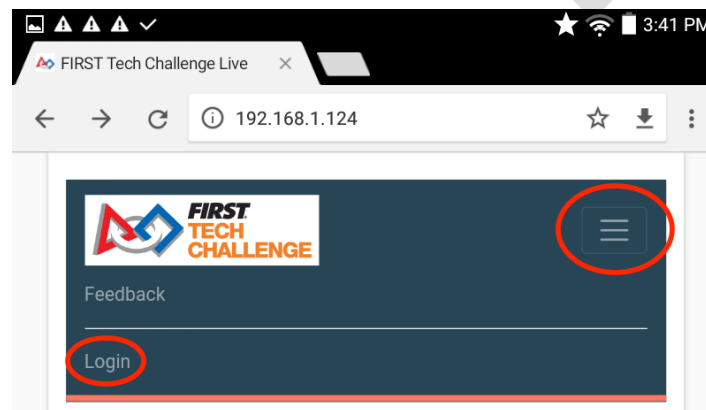 3:41 PM
FIRST Tech Challenge Live
192.168.1.124
FIRST
TECH
CHALLENGE
Feedback
Login